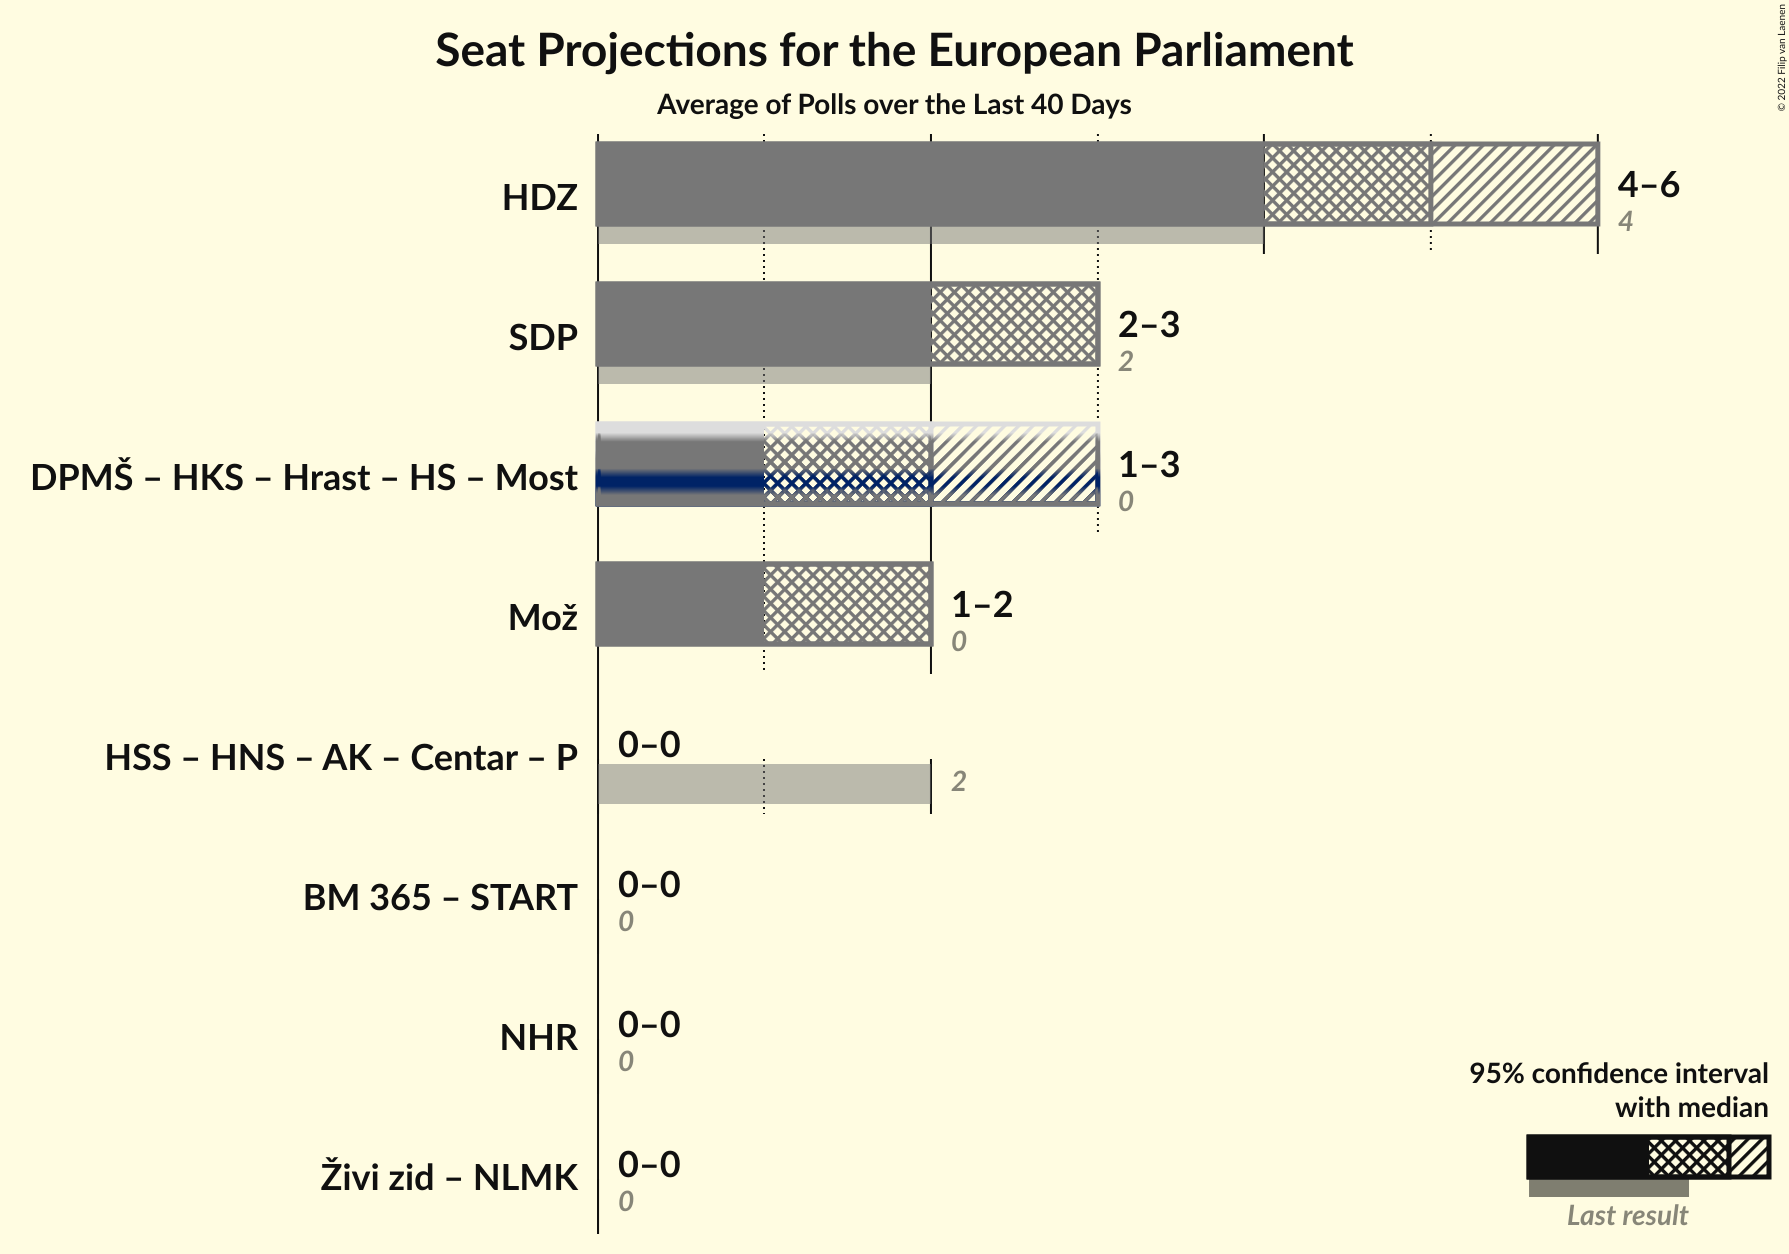 Seat Projections for the European Parliament
Average of Polls over the Last 40 Days
© 2022 Filip van Laenen
HDZ
4–6
4
SDP
2–3
2
DPMŠ – HKS – Hrast – HS – Most
1–3
0
Mož
1–2
0
HSS – HNS – AK – Centar – P
0–0
2
BM 365 – START
0–0
0
NHR
0–0
0
Živi zid – NLMK
0–0
0
95% confidence interval
with median
Last result